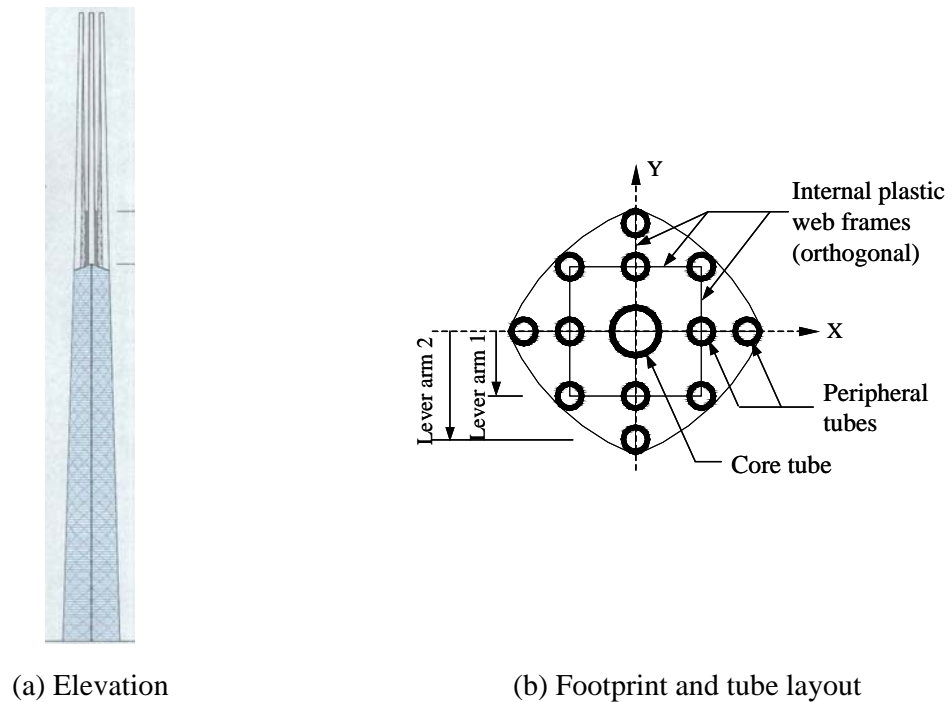 Y
Internal plastic
web frames
(orthogonal)
X
Lever arm 2
Lever arm 1
Peripheral
tubes
Core tube
(a) Elevation
(b) Footprint and tube layout